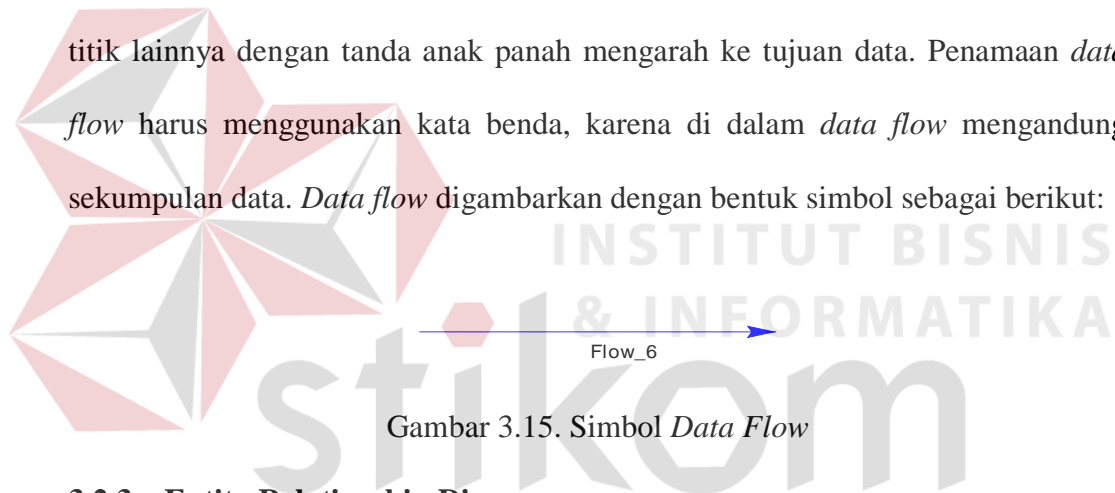 titik lainnya dengan tanda anak panah mengarah ke tujuan data. Penamaan data
flow harus menggunakan kata benda, karena di dalam data flow mengandung
sekumpulan data. Data flow digambarkan dengan bentuk simbol sebagai berikut:
INSTITUT BISNIS
& INFORMATIKA
Flow_6
stikom
Gambar 3.15. Simbol Data Flow